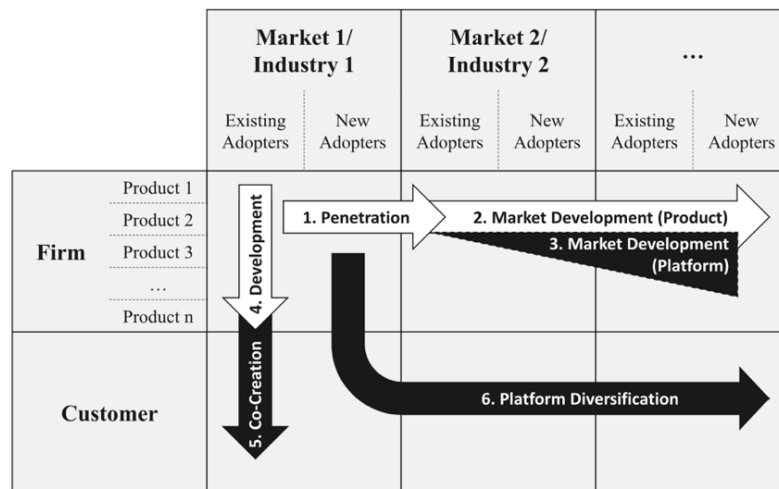 Market 1/
Industry 1
Market 2/
Industry 2
...
Existing
Adopters
New
Adopters
Existing
Adopters
New
Adopters
Existing
Adopters
New
Adopters
Firm
Product 1
Product 2
Product 3
...
Product n
1. Penetration
2. Market Development (Product)
3. Market Development
(Platform)
4. Development
Customer
5. Co-Creation
6. Platform Diversification